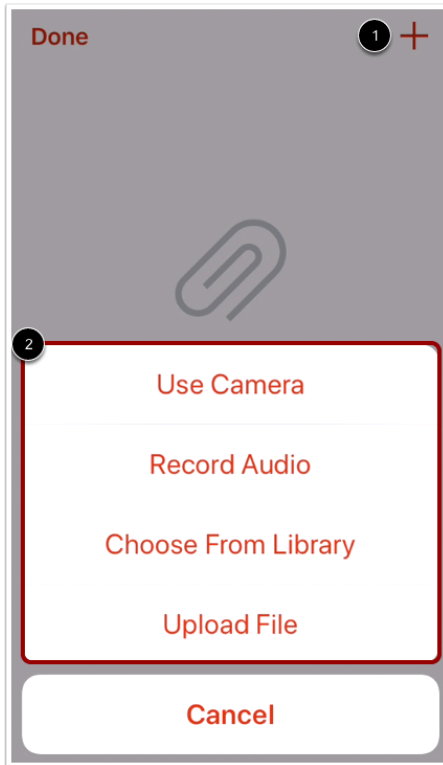 Done
1
2
Use Camera
Record Audio
Choose From Library
Upload File
Cancel